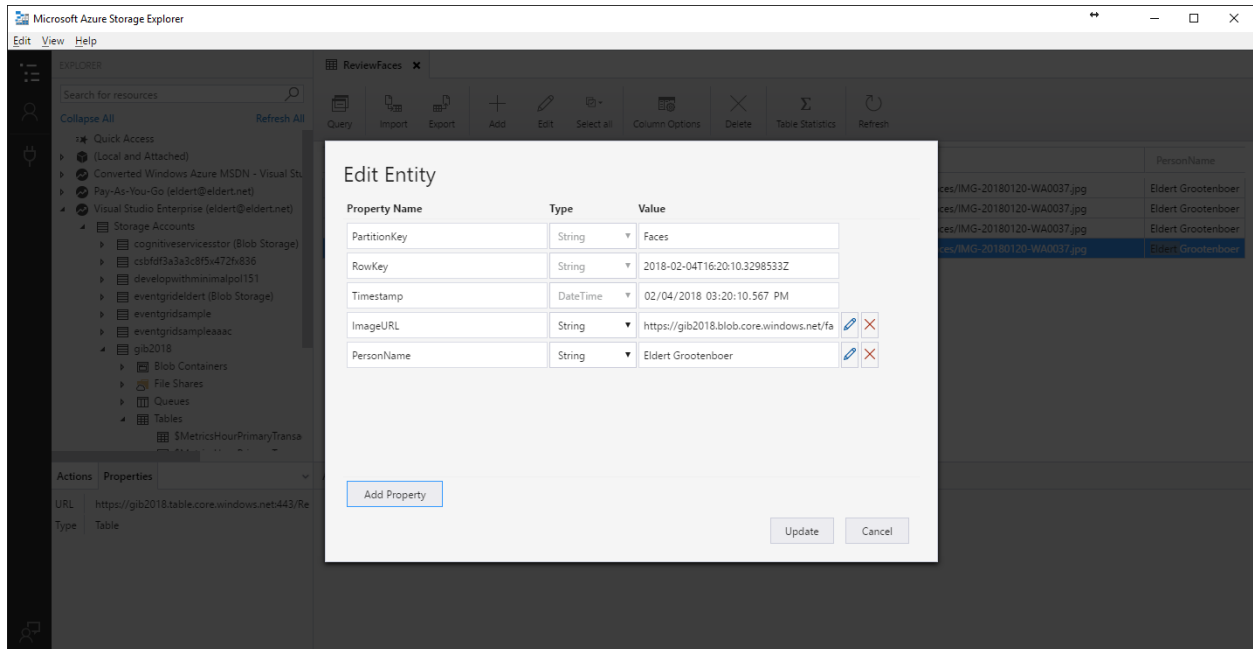 Microsoft Azure Storage Explorer
Edit View Help
EXPLORER
Search for resources
Collapse All Refresh All
Quick Access
(Local and Attached)
Converted Windows Azure MSDN - Visual Stu
Pay-As-You-Go (eldert@eldert.net)
Visual Studio Enterprise (eldert@eldert.net)
Storage Accounts
cognitiveservicesstor (Blob Storage)
csbfdf3a3a3c8f5x472fx836
developwithminimalpol151
eventgrideldert (Blob Storage)
eventgridsample
eventgridsampleaaac
gib2018
Blob Containers
File Shares
Queues
Tables
$MetricsHourPrimaryTransa
Actions Properties
URL https://gib2018.table.core.windows.net:443/Re
Type Table
ReviewFaces
Query Import Export Add Edit Select all Column Options Delete Table Statistics Refresh
PersonName
ces/IMG-20180120-WA0037.jpg Eldert Grootenboer
ces/IMG-20180120-WA0037.jpg Eldert Grootenboer
ces/IMG-20180120-WA0037.jpg Eldert Grootenboer
ces/IMG-20180120-WA0037.jpg Eldert Grootenboer
Edit Entity
Property Name Type Value
PartitionKey String Faces
RowKey String 2018-02-04T16:20:10.3298533Z
Timestamp DateTime 02/04/2018 03:20:10.567 PM
ImageURL String https://gib2018.blob.core.windows.net/fa
PersonName String Eldert Grootenboer
Add Property
Update Cancel